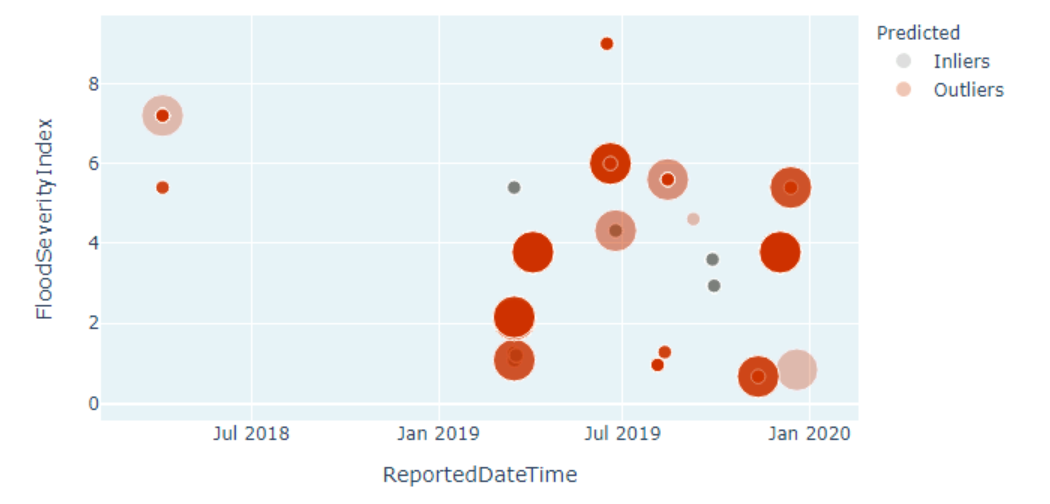 Predicted
Inliers
Outliers
FloodSeverityIndex
8
6
4
2
0
Jul 2018
Jan 2019
Jul 2019
Jan 2020
ReportedDateTime